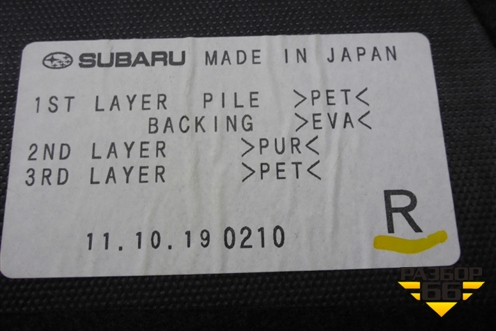 SUBARU MADE IN JAPAN
1ST LAYER PILE >PET<
BACKING >EVA<
2ND LAYER >PUR<
3RD LAYER >PET<
R
11.10.19 0210
РАЗБОР
66